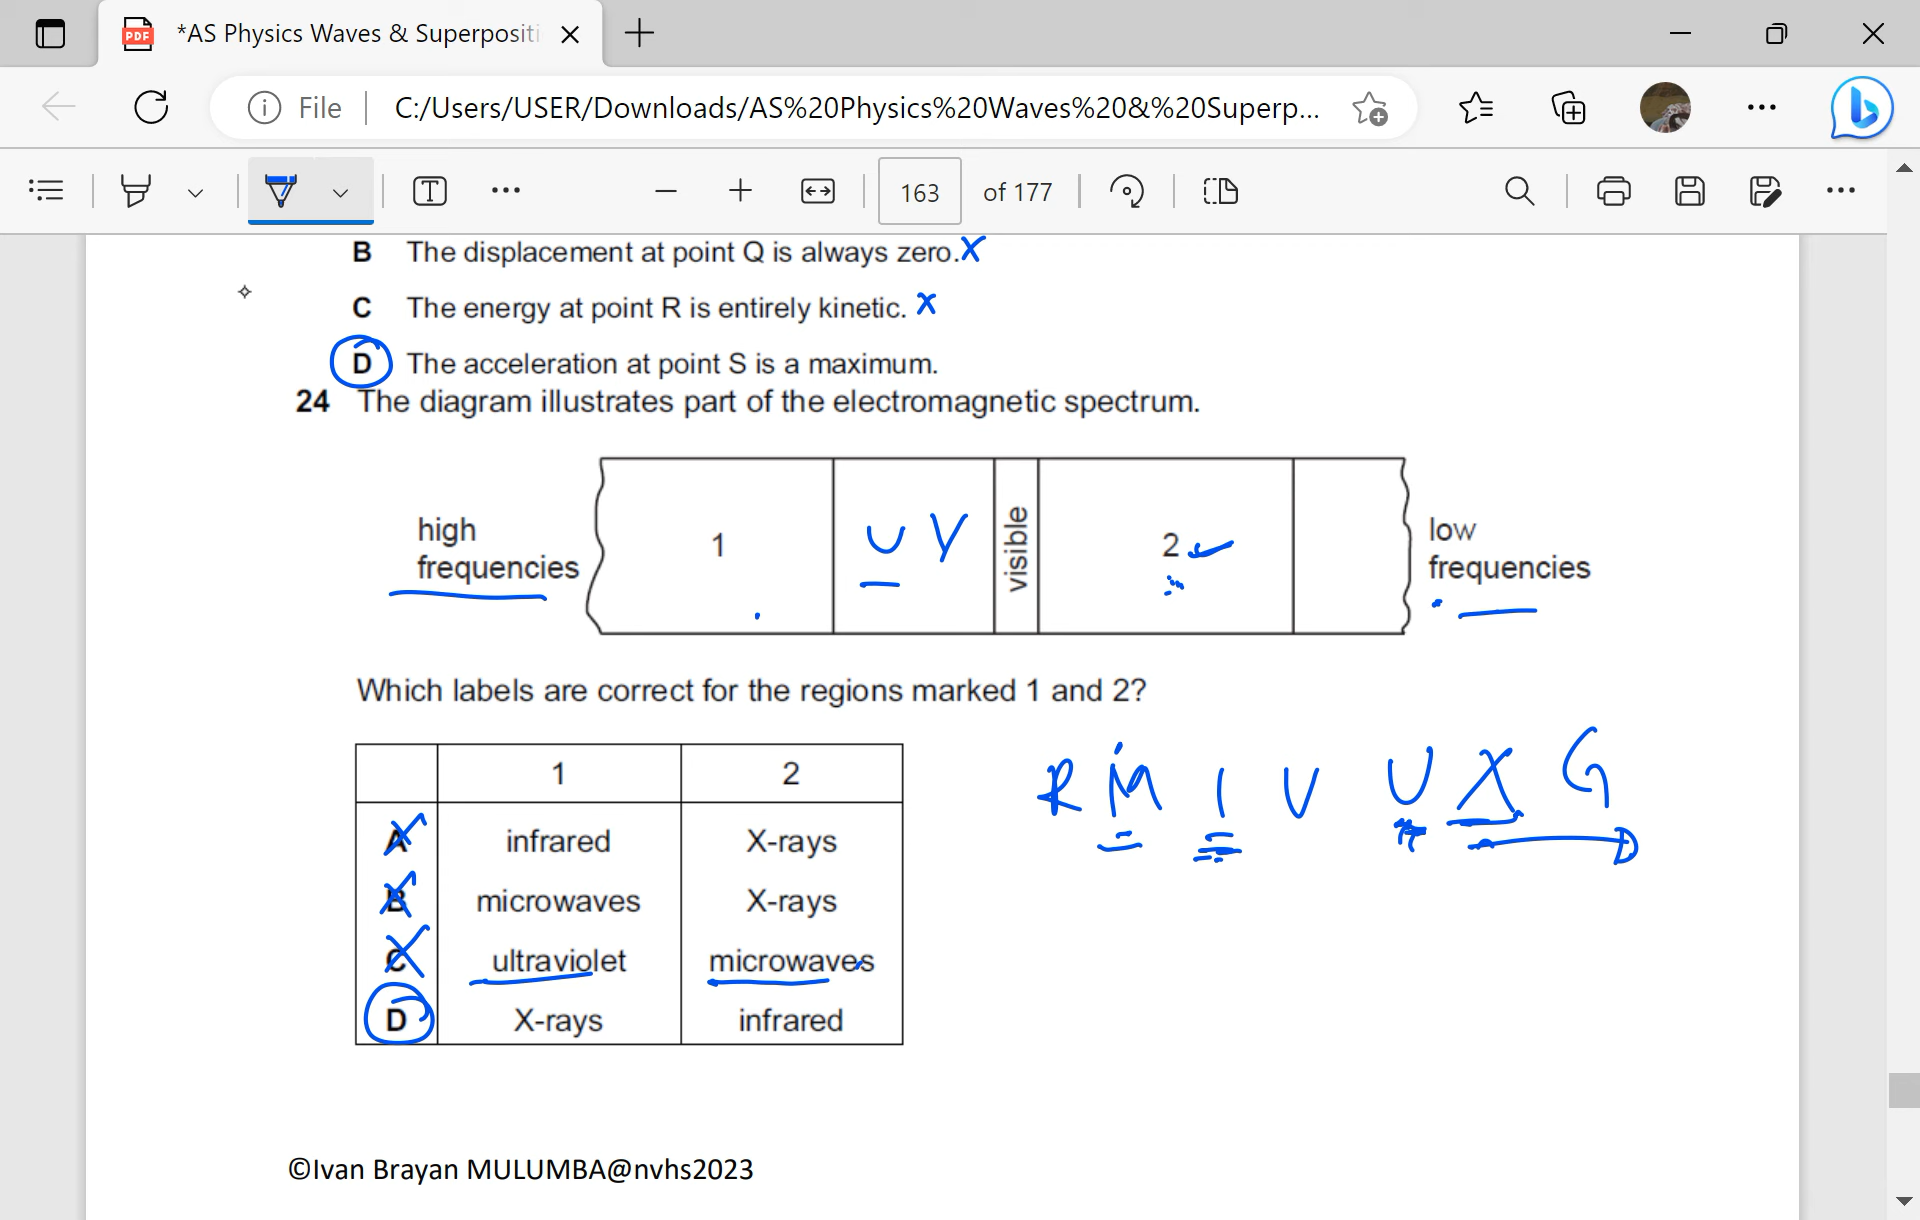 *AS Physics Waves & Superpositi
File C:/Users/USER/Downloads/AS%20Physics%20Waves%20&%20Superp...
163 of 177
B The displacement at point Q is always zero. X
C The energy at point R is entirely kinetic. X
D The acceleration at point S is a maximum.
24 The diagram illustrates part of the electromagnetic spectrum.
high frequencies 1 U V visible 2 low frequencies
Which labels are correct for the regions marked 1 and 2?
1 2
A infrared X-rays
B microwaves X-rays
C ultraviolet microwaves
D X-rays infrared
R M I V U X G
©Ivan Brayan MULUMBA@nvhs2023